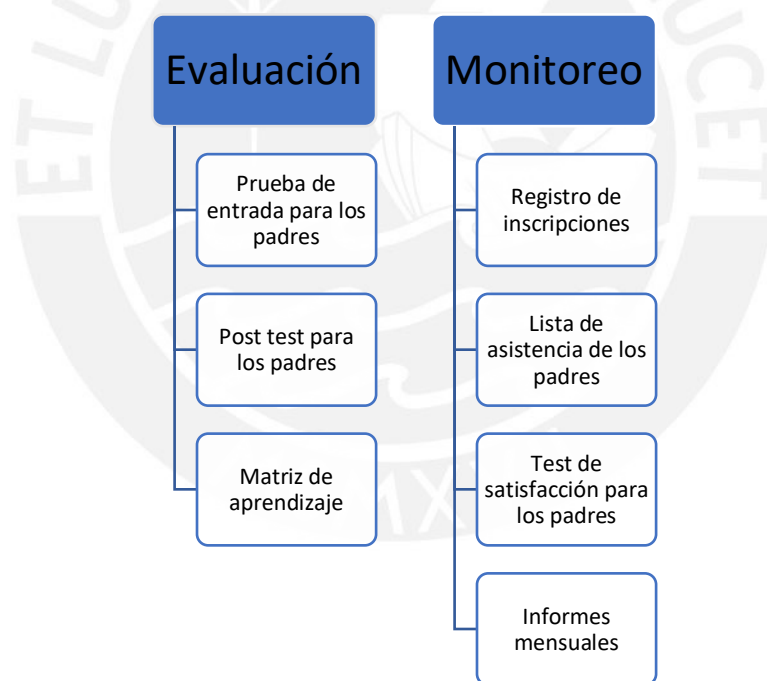 Evaluación
Prueba de
entrada para los
padres
Post test para
los padres
Matriz de
aprendizaje
Monitoreo
Registro de
inscripciones
Lista de
asistencia de los
padres
Test de
satisfacción para
los padres
Informes
mensuales